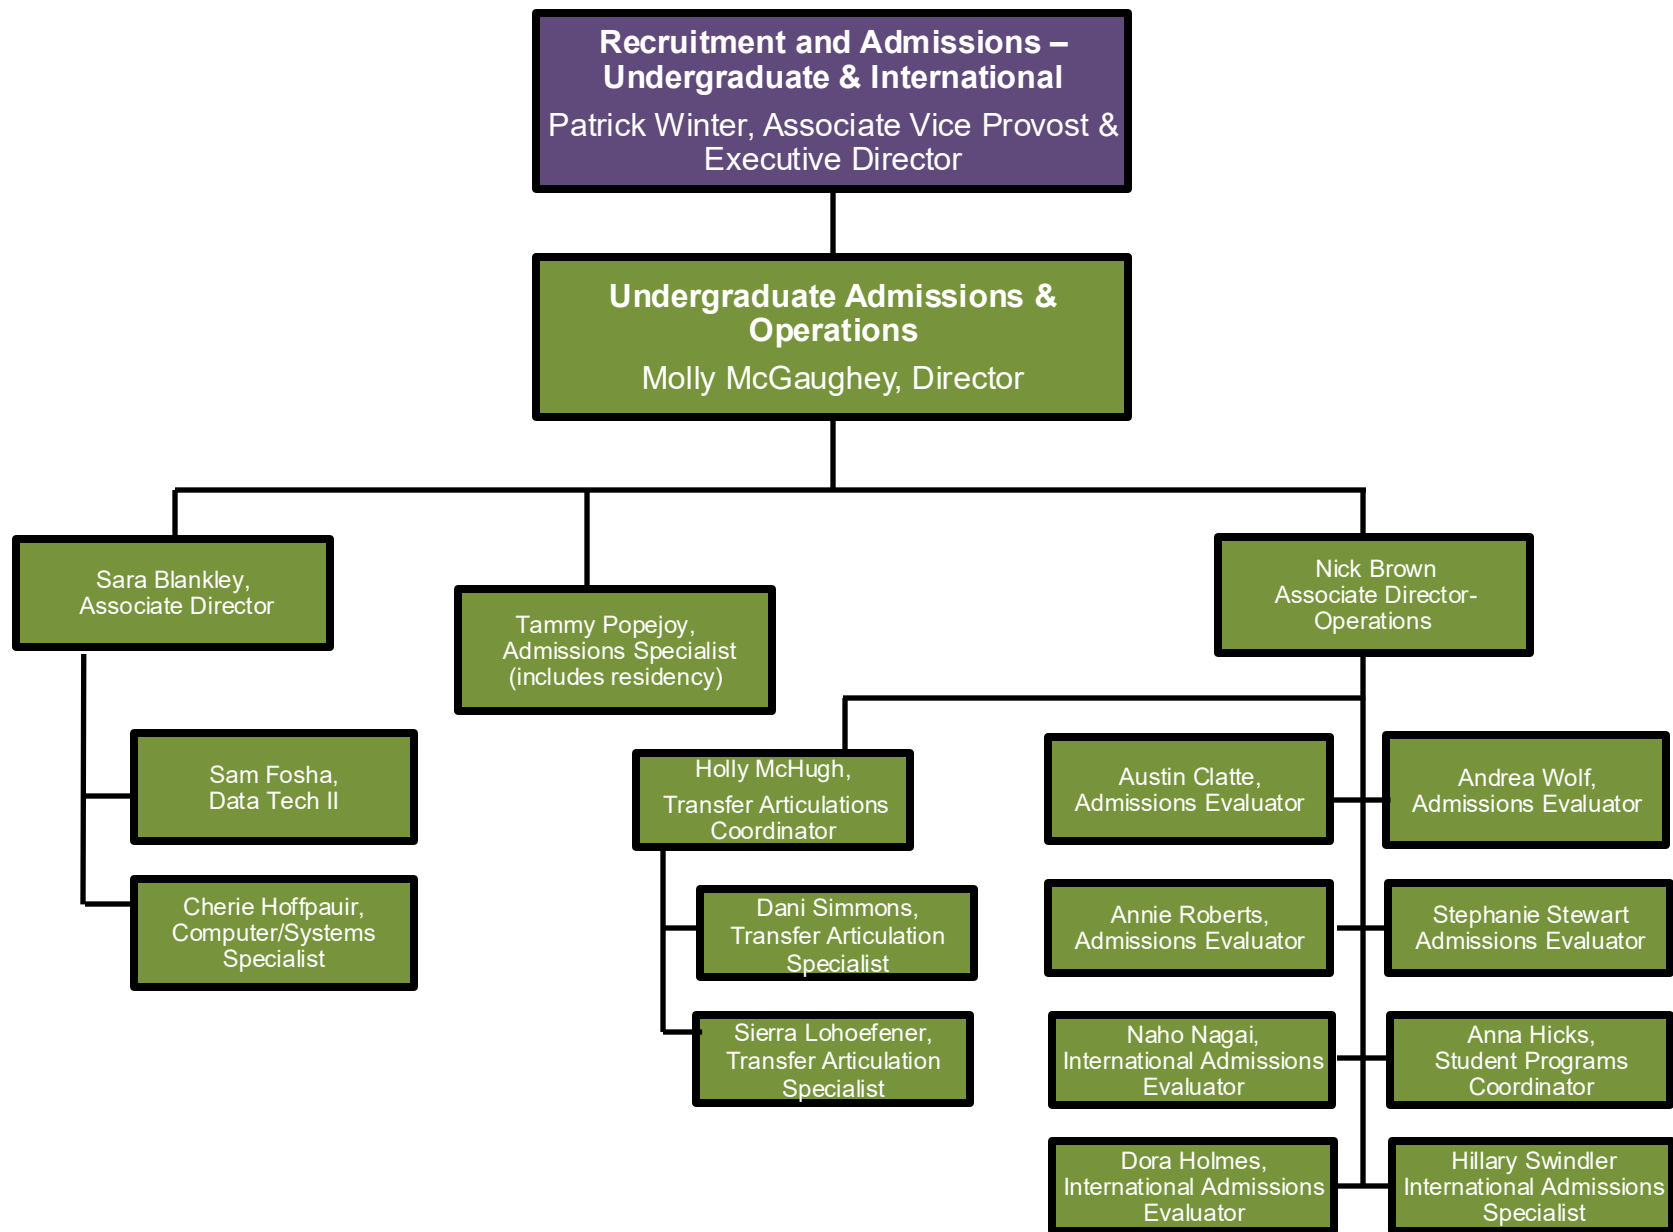 Recruitment and Admissions –
Undergraduate & International
Patrick Winter, Associate Vice Provost &
Executive Director
Undergraduate Admissions &
Operations
Molly McGaughey, Director
Sara Blankley,
Associate Director
Tammy Popejoy,
Admissions Specialist
(includes residency)
Nick Brown
Associate Director-
Operations
Sam Fosha,
Data Tech II
Cherie Hoffpauir,
Computer/Systems
Specialist
Holly McHugh,
Transfer Articulations
Coordinator
Dani Simmons,
Transfer Articulation
Specialist
Sierra Lohoefener,
Transfer Articulation
Specialist
Austin Clatte,
Admissions Evaluator
Andrea Wolf,
Admissions Evaluator
Annie Roberts,
Admissions Evaluator
Stephanie Stewart
Admissions Evaluator
Naho Nagai,
International Admissions
Evaluator
Anna Hicks,
Student Programs
Coordinator
Dora Holmes,
International Admissions
Evaluator
Hillary Swindler
International Admissions
Specialist